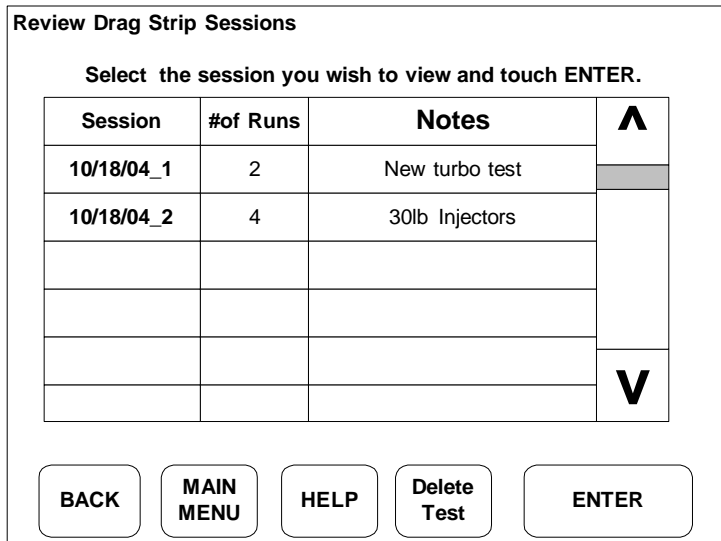 Review Drag Strip Sessions
Select the session you wish to view and touch ENTER.
Session #of Runs Notes
10/18/04_1 2 New turbo test
10/18/04_2 4 30lb Injectors
BACK
MAIN
MENU
HELP
Delete
Test
ENTER